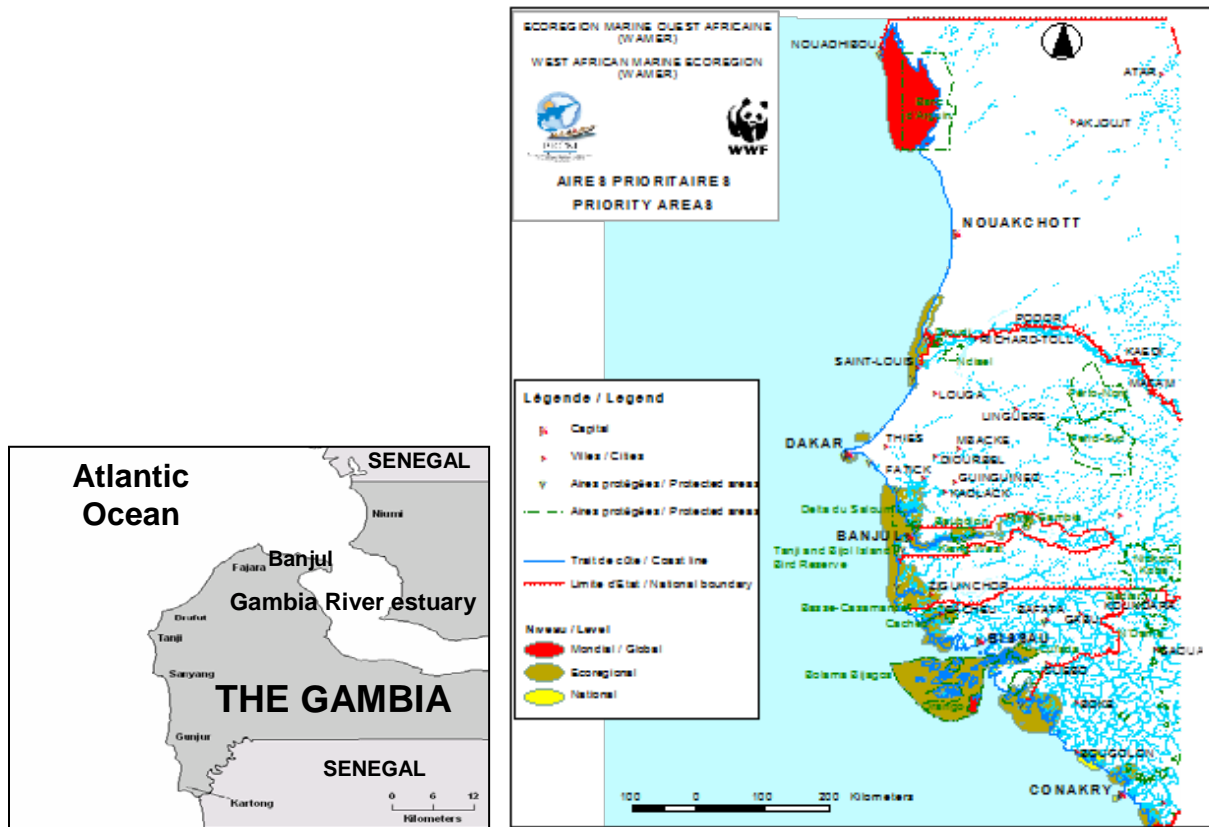 Atlantic
Ocean
SENEGAL
Niumi
Banjul
Fajara
Gambia River estuary
Brufut
Tanji
Sanyang
THE GAMBIA
Gunjur
SENEGAL
Kartong
0 6 12
Kilometers
ECOREGION MARINE OUEST AFRICAINE
(WAMER)
WEST AFRICAN MARINE ECOREGION
(WAMER)
WWF
AIRES PRIORITAIRES
PRIORITY AREAS
NOUADHIBOU
ATAR
AKJOUJT
NOUAKCHOTT
PODOR
RICHARD-TOLL
KAEDI
SAINT-LOUIS
MATAM
LOUGA
LINGUERE
DAKAR
THIES
MBACKE
DIOURBEL
FATICK
GUINGUINEO
KAOLACK
Delta du Saloum
BANJUL
Tanji and Bijol Island
Bird Reserve
ZIGUINCHOR
Basse-Casamance
CACHEU
BAFATA
GABU
KOUNDARA
Cacheu
BISSAU
Bolama Bijagos
BOKE
CONAKRY
Légende / Legend
Capital
Villes / Cities
Aires protégées / Protected areas
Aires protégées / Protected areas
Trait de côte / Coast line
Limite d'Etat / National boundary
Niveau / Level
Mondial / Global
Ecoregional
National
100 0 100 200 Kilometers